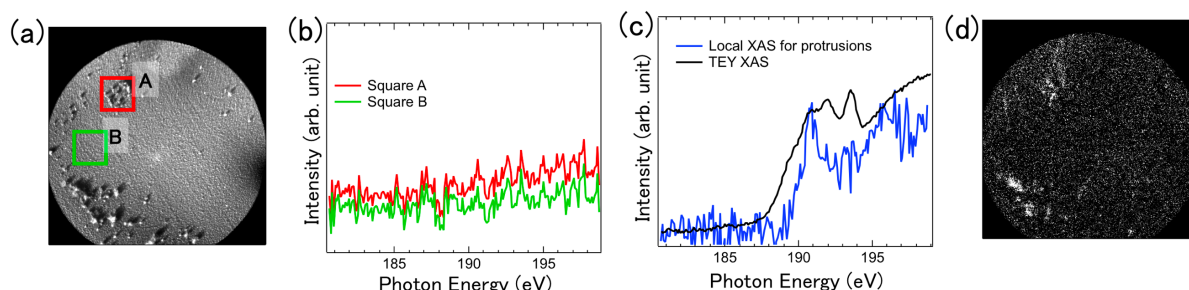 (a)
A
B
(b)
Intensity (arb. unit)
Square A
Square B
185
190
195
Photon Energy (eV)
(c)
Intensity (arb. unit)
Local XAS for protrusions
TEY XAS
185
190
195
Photon Energy (eV)
(d)